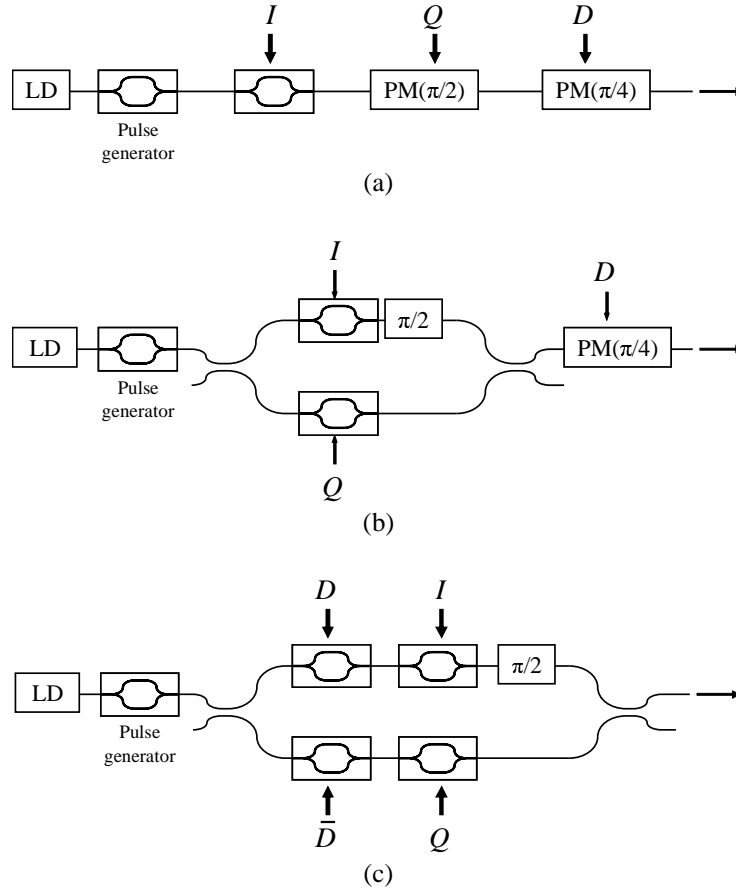 I Q D
LD PM(π/2) PM(π/4)
Pulse
generator
(a)
I
D
LD π/2 PM(π/4)
Pulse
generator
Q
(b)
D I
LD π/2
Pulse
generator
D̅ Q
(c)